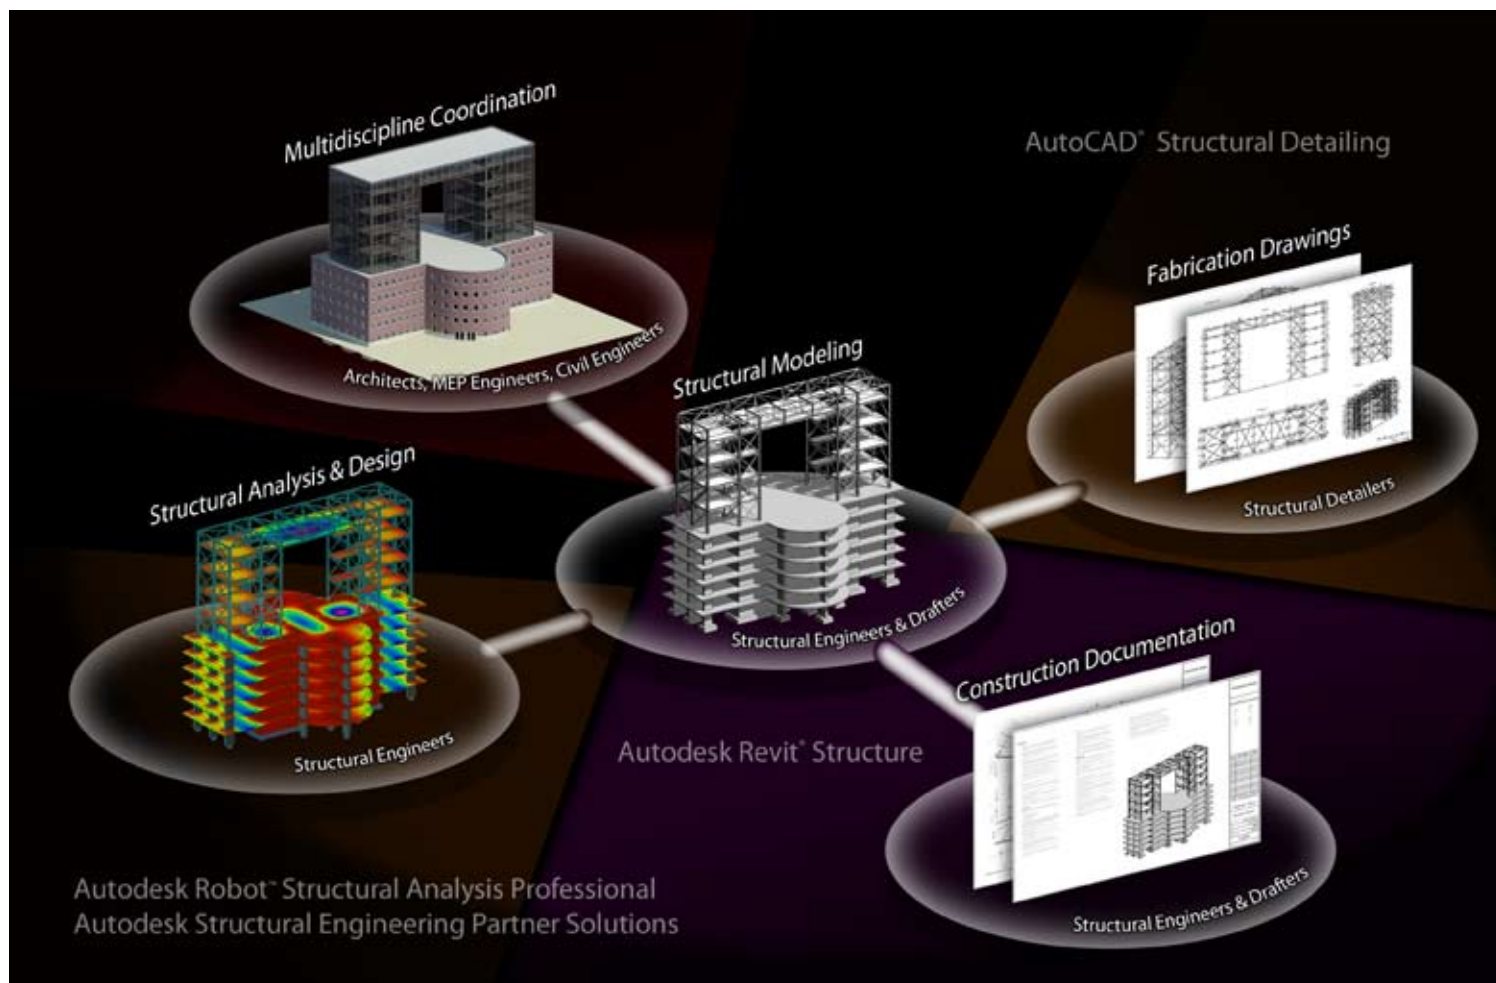 Multidiscipline Coordination
AutoCAD® Structural Detailing
Fabrication Drawings
Architects, MEP Engineers, Civil Engineers
Structural Modeling
Structural Analysis & Design
Structural Detailers
Structural Engineers & Drafters
Construction Documentation
Structural Engineers
Autodesk Revit® Structure
Autodesk Robot™ Structural Analysis Professional
Autodesk Structural Engineering Partner Solutions
Structural Engineers & Drafters